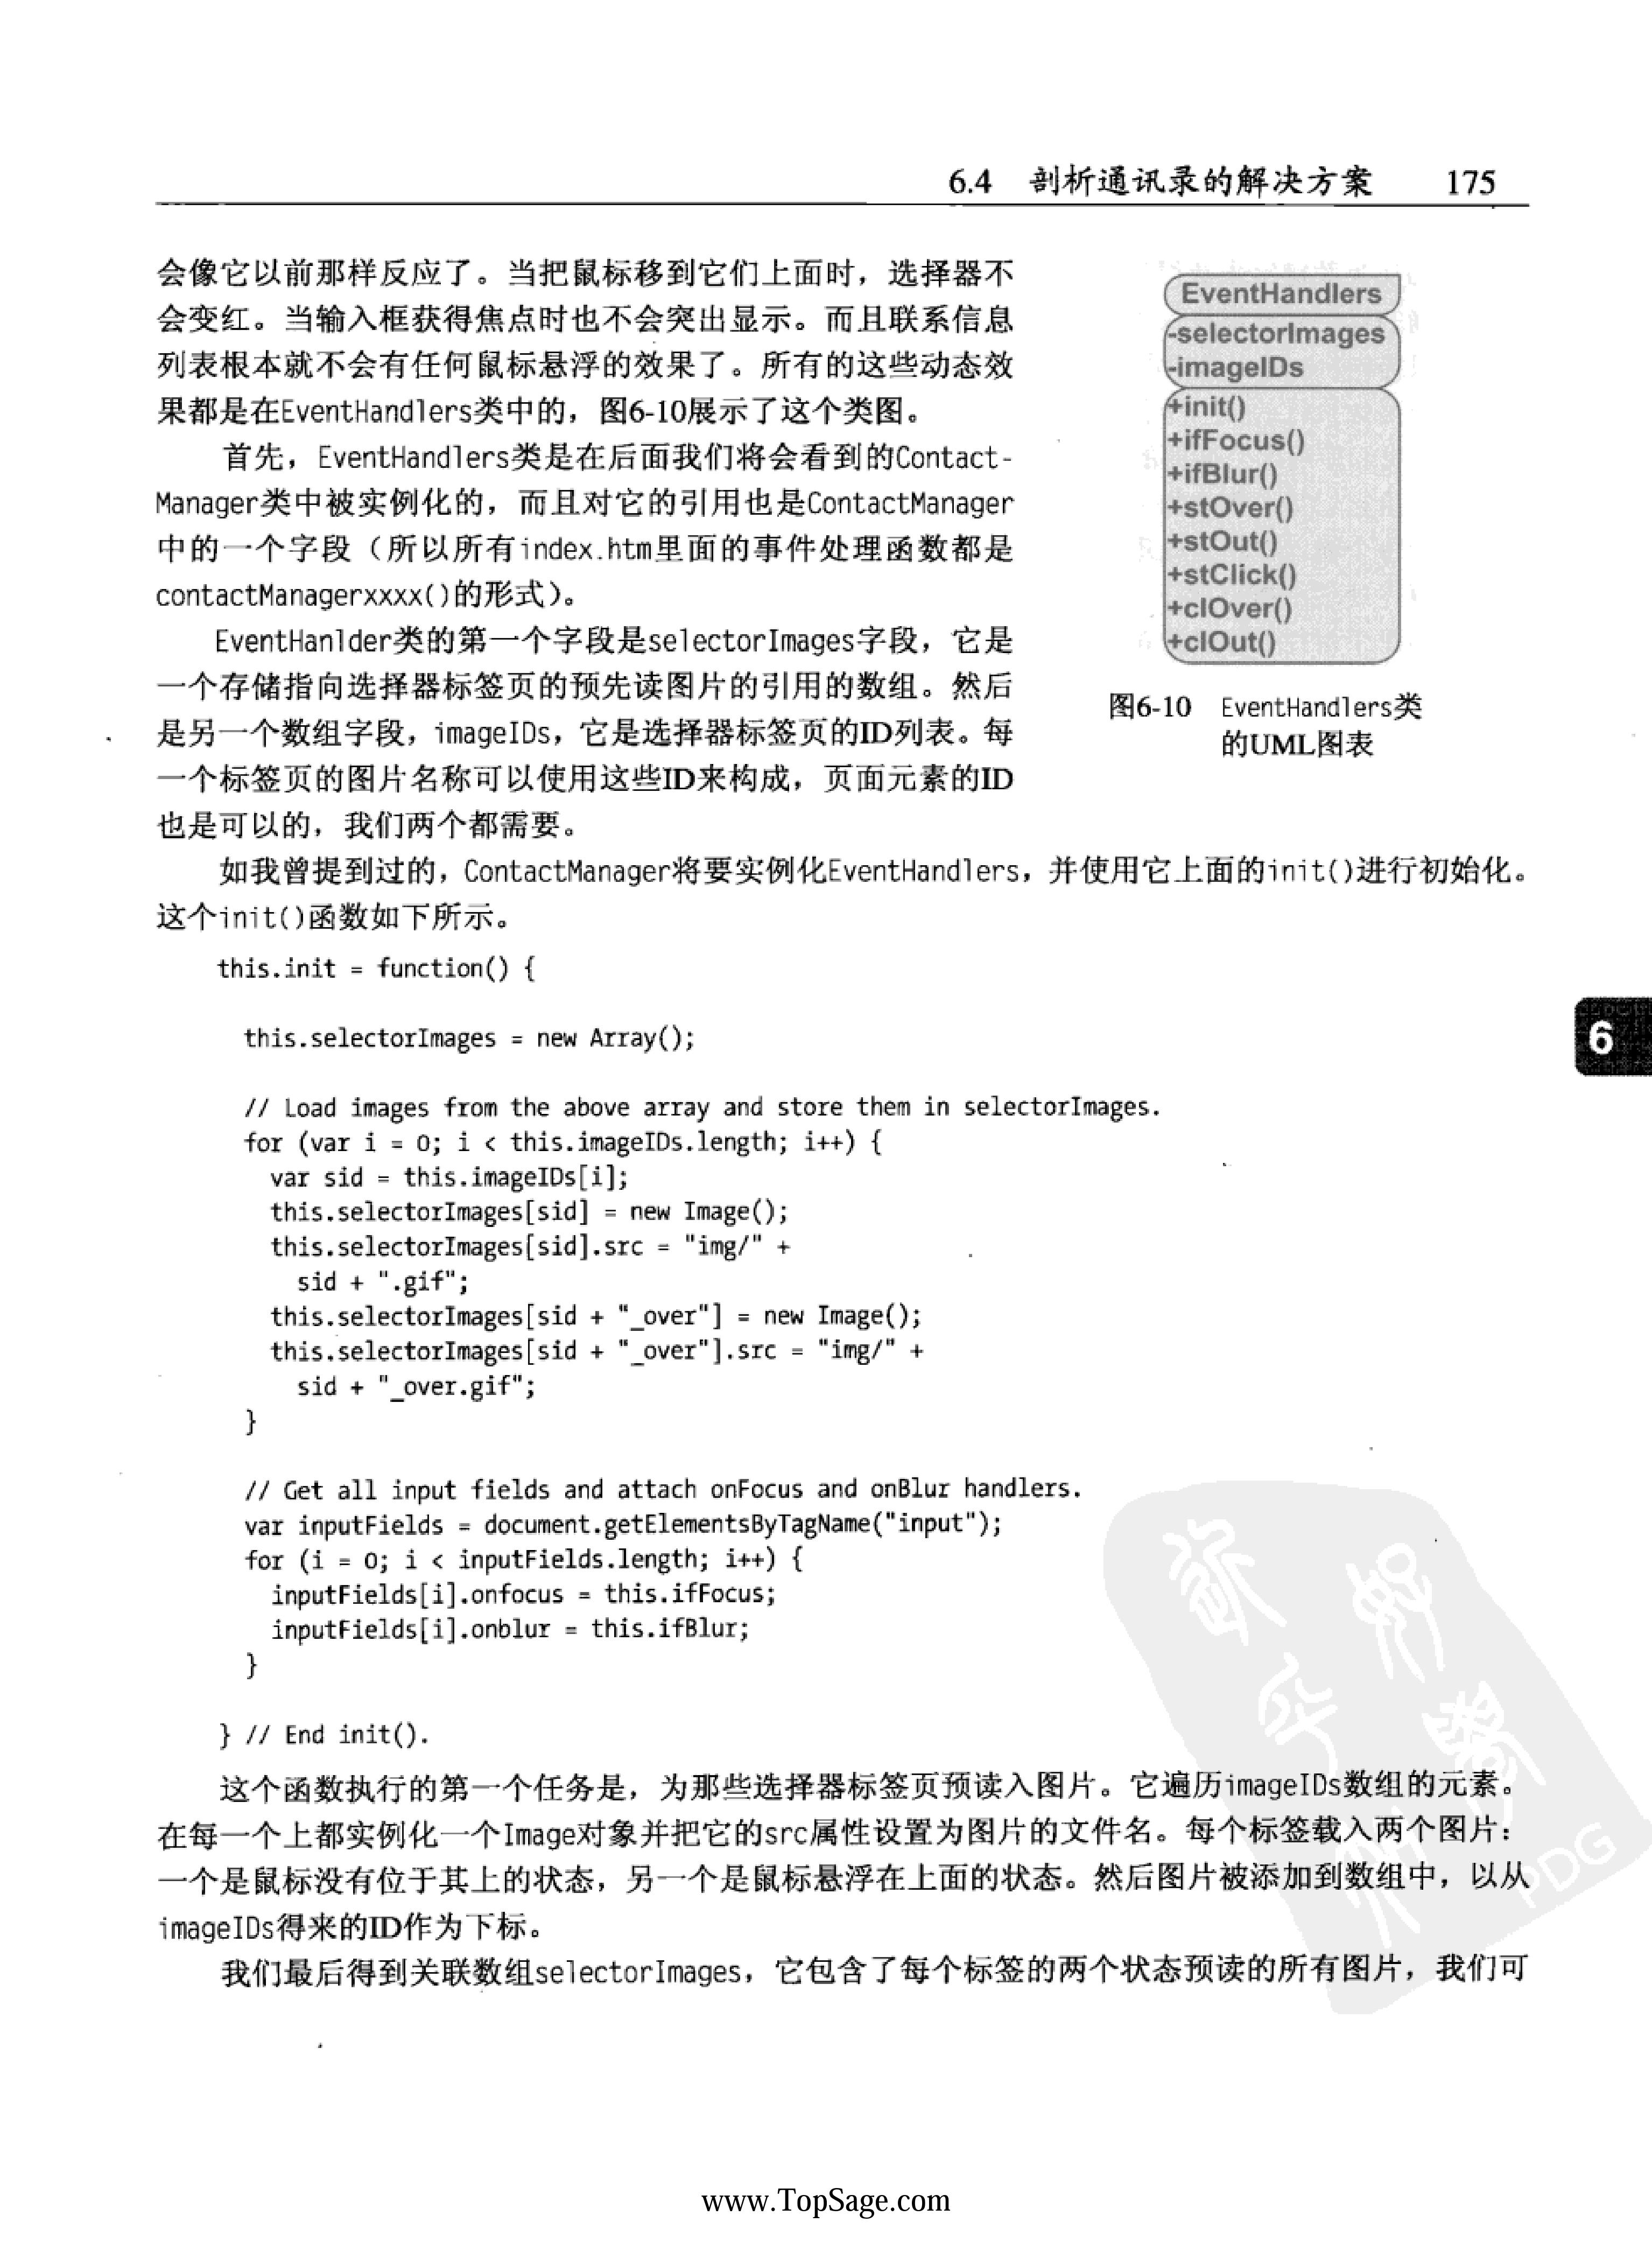 6.4 剖析通讯录的解决方案 175
会像它以前那样反应了。当把鼠标移到它们上面时，选择器不
会变红。当输入框获得焦点时也不会突出显示。而且联系信息
列表根本就不会有任何鼠标悬浮的效果了。所有的这些动态效
果都是在EventHandlers类中的，图6-10展示了这个类图。
首先，EventHandlers类是在后面我们将会看到的Contact-
Manager类中被实例化的，而且对它的引用也是ContactManager
中的一个字段（所以所有index.htm里面的事件处理函数都是
contactManagerxxxx()的形式）。
EventHanlder类的第一个字段是selectorImages字段，它是
一个存储指向选择器标签页的预先读图片的引用的数组。然后
是另一个数组字段，imageIDs，它是选择器标签页的ID列表。每
一个标签页的图片名称可以使用这些ID来构成，页面元素的ID
也是可以的，我们两个都需要。
EventHandlers
-selectorImages
-imageIDs
+init()
+ifFocus()
+ifBlur()
+stOver()
+stOut()
+stClick()
+clOver()
+clOut()
图6-10 EventHandlers类
的UML图表
如我曾提到过的，ContactManager将要实例化EventHandlers，并使用它上面的init()进行初始化。
这个init()函数如下所示。
this.init = function() {
this.selectorImages = new Array();
// Load images from the above array and store them in selectorImages.
for (var i = 0; i < this.imageIDs.length; i++) {
var sid = this.imageIDs[i];
this.selectorImages[sid] = new Image();
this.selectorImages[sid].src = "img/" +
sid + ".gif";
this.selectorImages[sid + "_over"] = new Image();
this.selectorImages[sid + "_over"].src = "img/" +
sid + "_over.gif";
}
// Get all input fields and attach onFocus and onBlur handlers.
var inputFields = document.getElementsByTagName("input");
for (i = 0; i < inputFields.length; i++) {
inputFields[i].onfocus = this.ifFocus;
inputFields[i].onblur = this.ifBlur;
}
} // End init().
6
这个函数执行的第一个任务是，为那些选择器标签页预读入图片。它遍历imageIDs数组的元素。
在每一个上都实例化一个Image对象并把它的src属性设置为图片的文件名。每个标签载入两个图片：
一个是鼠标没有位于其上的状态，另一个是鼠标悬浮在上面的状态。然后图片被添加到数组中，以从
imageIDs得来的ID作为下标。
我们最后得到关联数组selectorImages，它包含了每个标签的两个状态预读的所有图片，我们可
PDG
www.TopSage.com